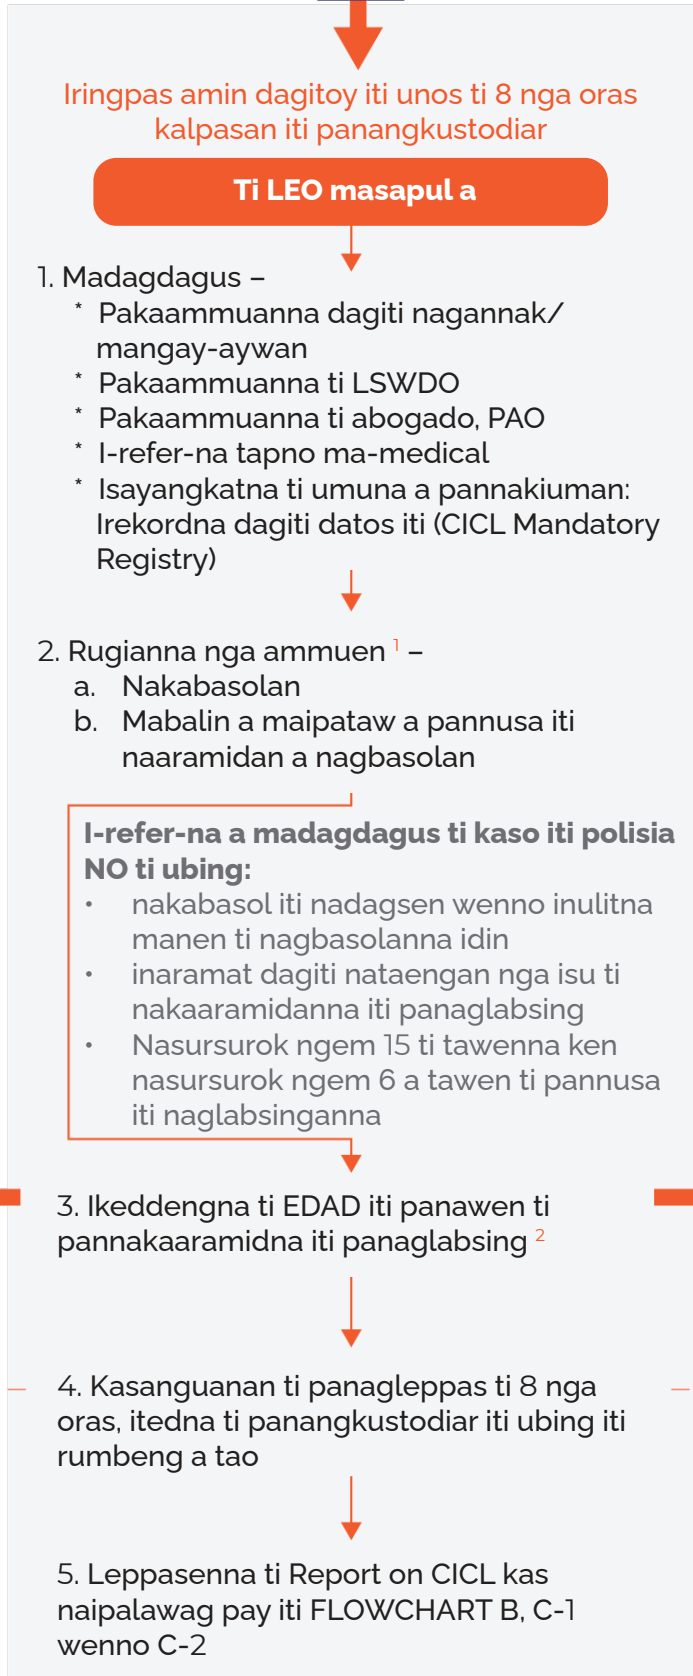 Iringpas amin dagitoy iti unos ti 8 nga oras
kalpasan iti panangkustodiar
Ti LEO masapul a
1. Madagdagus –
* Pakaammuanna dagiti nagannak/
mangay-aywan
* Pakaammuanna ti LSWDO
* Pakaammuanna ti abogado, PAO
* I-refer-na tapno ma-medical
* Isayangkatna ti umuna a pannakiuman:
Irekordna dagiti datos iti (CICL Mandatory
Registry)
2. Rugianna nga ammuen 1 –
a. Nakabasolan
b. Mabalin a maipataw a pannusa iti
naaramidan a nagbasolan
I-refer-na a madagdagus ti kaso iti polisia
NO ti ubing:
• nakabasol iti nadagsen wenno inulitna
manen ti nagbasolanna idin
• inaramat dagiti nataengan nga isu ti
nakaaramidanna iti panaglabsing
• Nasursurok ngem 15 ti tawenna ken
nasursurok ngem 6 a tawen ti pannusa
iti naglabsinganna
3. Ikeddengna ti EDAD iti panawen ti
pannakaaramidna iti panaglabsing 2
4. Kasanguanan ti panagleppas ti 8 nga
oras, itedna ti panangkustodiar iti ubing iti
rumbeng a tao
5. Leppasenna ti Report on CICL kas
naipalawag pay iti FLOWCHART B, C-1
wenno C-2